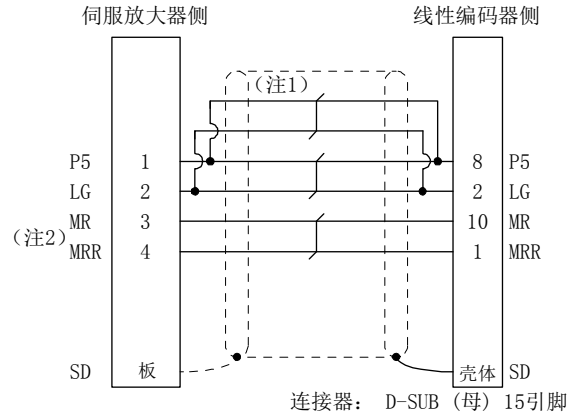 伺服放大器侧 线性编码器侧
（注1）
P5 1 8 P5
LG 2 2 LG
MR 3 10 MR
（注2）
MRR 4 1 MRR
SD 板 壳体 SD
连接器： D-SUB (母) 15引脚